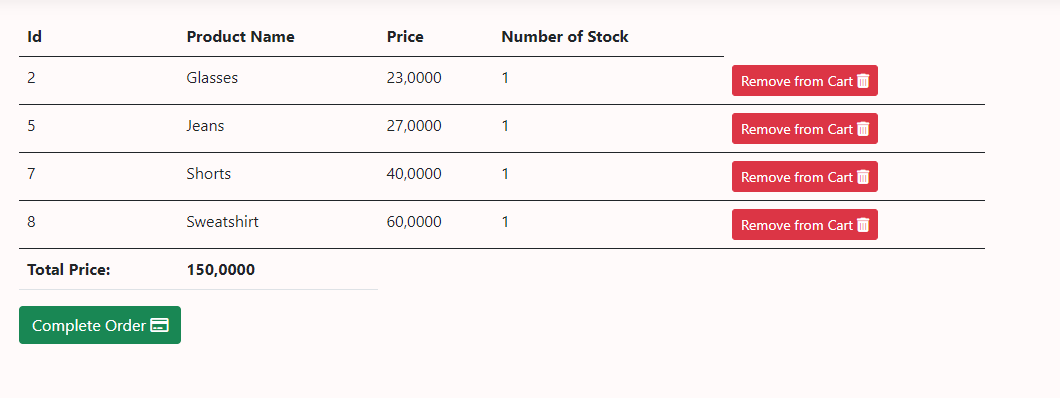 Id Product Name Price Number of Stock
2 Glasses 23,0000 1 Remove from Cart
5 Jeans 27,0000 1 Remove from Cart
7 Shorts 40,0000 1 Remove from Cart
8 Sweatshirt 60,0000 1 Remove from Cart
Total Price: 150,0000
Complete Order